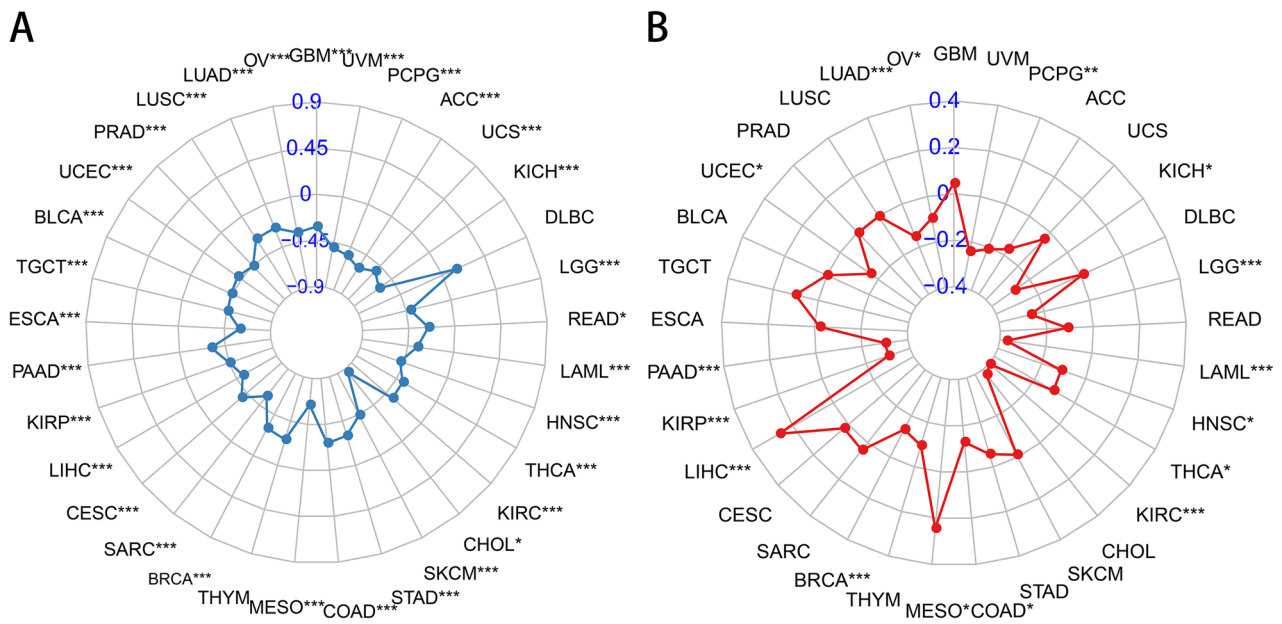 A
OV***
GBM***
UVM***
PCPG***
ACC***
UCS***
KICH***
DLBC
LGG***
READ*
LAML***
HNSC***
THCA***
KIRC***
CHOL*
SKCM***
STAD***
COAD***
MESO***
THYM
BRCA***
SARC***
CESC***
LIHC***
KIRP***
PAAD***
ESCA***
TGCT***
BLCA***
UCEC***
PRAD***
LUSC***
LUAD***
0.9
0.45
0
−0.45
−0.9
B
OV*
GBM
UVM
PCPG**
ACC
UCS
KICH*
DLBC
LGG***
READ
LAML***
HNSC*
THCA*
KIRC***
CHOL
SKCM
STAD
COAD*
MESO*
THYM
BRCA***
SARC
CESC
LIHC***
KIRP***
PAAD***
ESCA
TGCT
BLCA
UCEC*
PRAD
LUSC
LUAD***
0.4
0.2
0
−0.2
−0.4